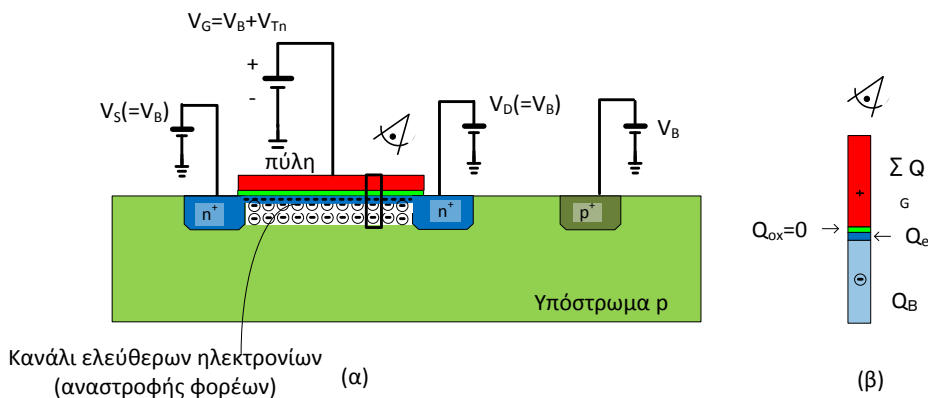 V_G=V_B+V_Tn
+
-
V_S(=V_B)
V_D(=V_B)
V_B
πύλη
n⁺
n⁺
p⁺
Υπόστρωμα p
Κανάλι ελεύθερων ηλεκτρονίων
(αναστροφής φορέων)
(α)
+
Σ Q
G
Q_ox=0
Q_e
Q_B
(β)